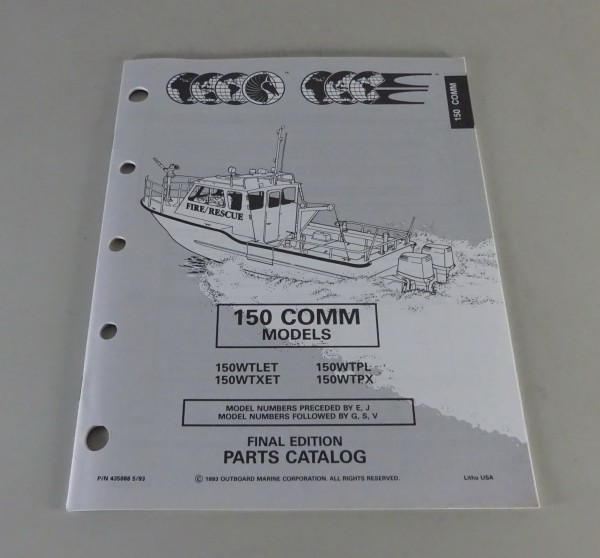 150 COMM
FIRE/RESCUE
150 COMM
MODELS
150WTLET 150WTPL
150WTXET 150WTPX
MODEL NUMBERS PRECEDED BY E, J
MODEL NUMBERS FOLLOWED BY G, S, V
FINAL EDITION
PARTS CATALOG
P/N 435888 5/93
© 1993 OUTBOARD MARINE CORPORATION. ALL RIGHTS RESERVED.
Litho USA